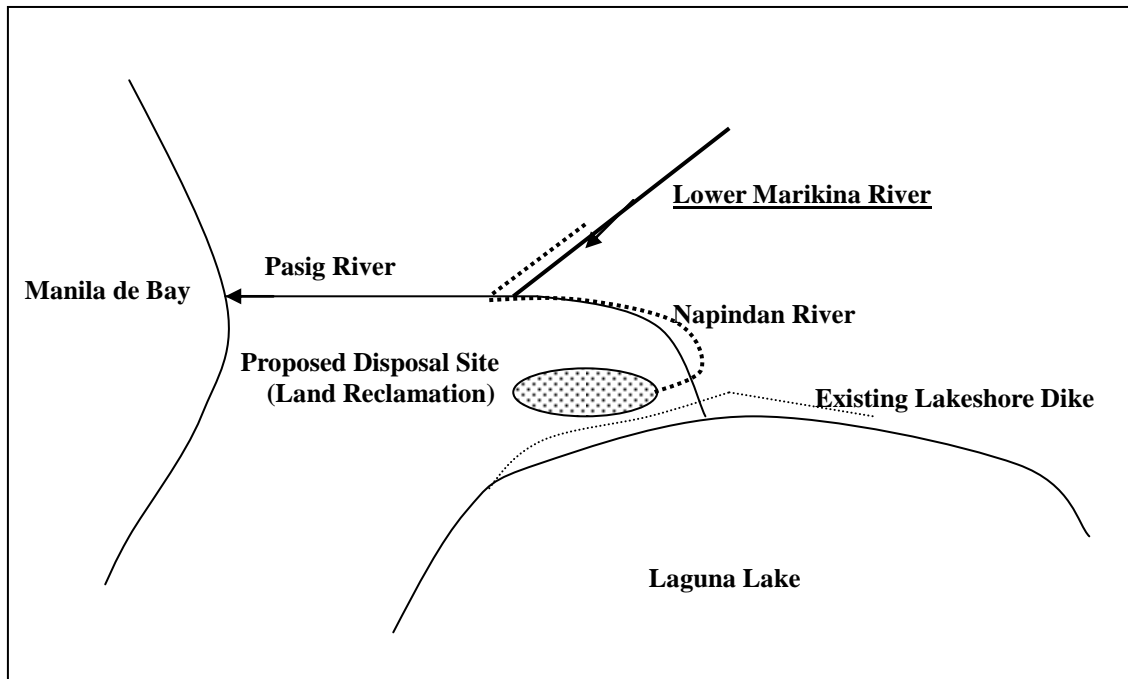 Lower Marikina River
Pasig River
Manila de Bay
Napindan River
Proposed Disposal Site
(Land Reclamation)
Existing Lakeshore Dike
Laguna Lake